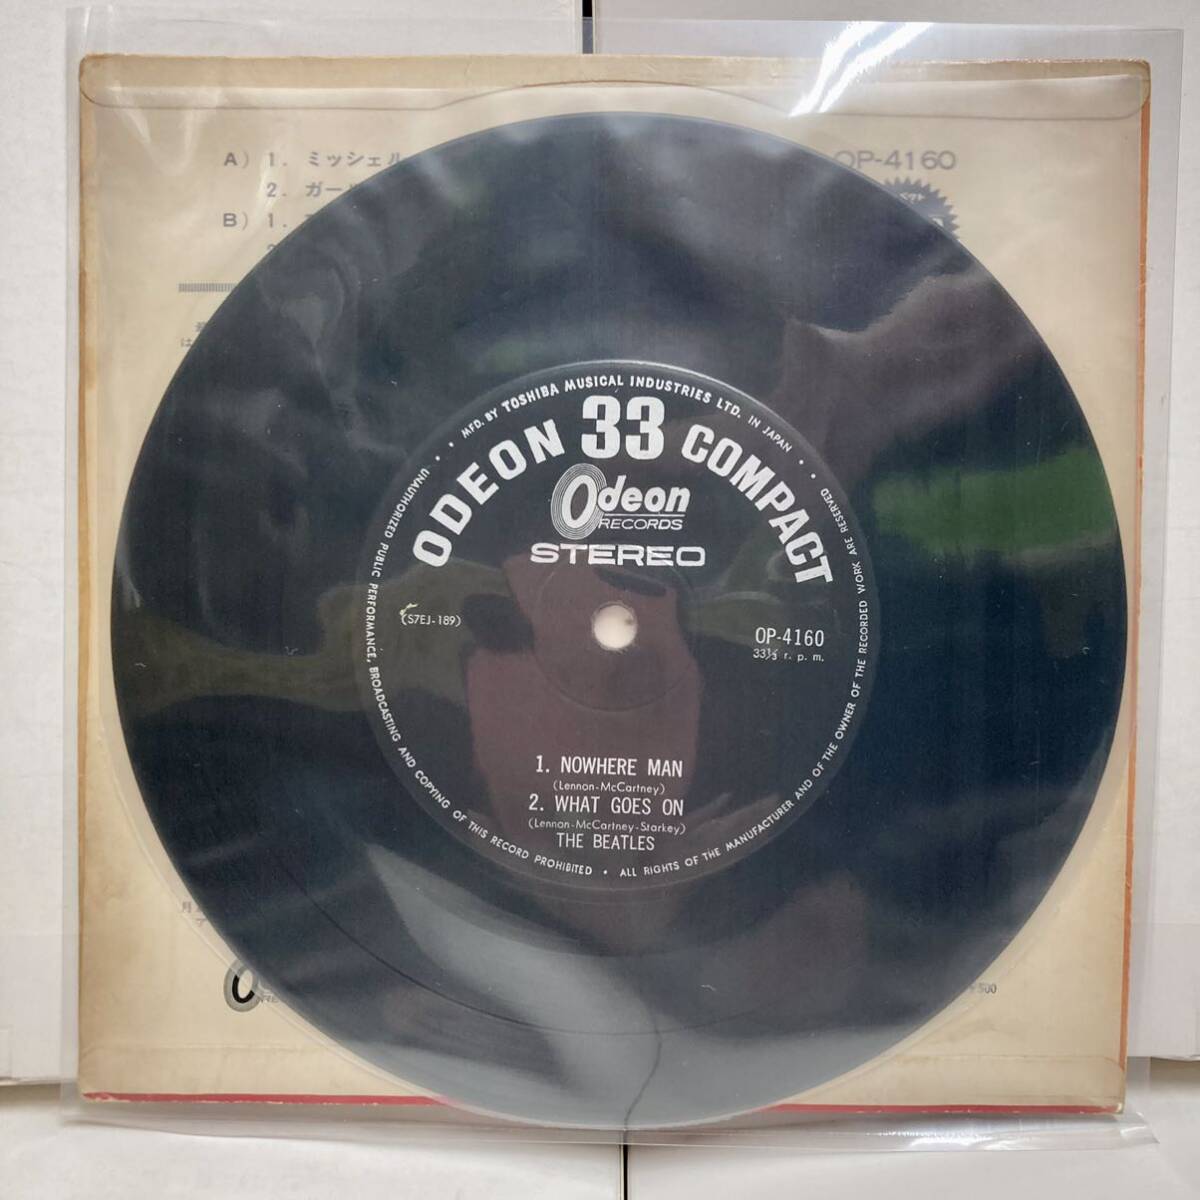 A) 1. ミッシェル
OP-4160
2. ガール
B) 1.
MFD. BY TOSHIBA MUSICAL INDUSTRIES LTD. IN JAPAN
ODEON 33 COMPACT
Odeon
RECORDS
STEREO
(S7EJ-189)
OP-4160
33⅓ r. p. m.
1. NOWHERE MAN
(Lennon-McCartney)
2. WHAT GOES ON
(Lennon-McCartney-Starkey)
THE BEATLES
UNAUTHORIZED PUBLIC PERFORMANCE, BROADCASTING AND COPYING OF THIS RECORD PROHIBITED • ALL RIGHTS OF THE MANUFACTURER AND OF THE OWNER OF THE RECORDED WORK ARE RESERVED
500